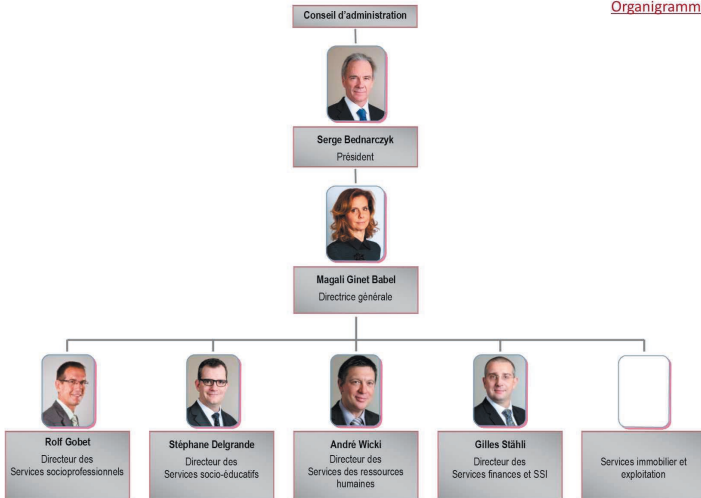 Organigramm
Conseil d'administration
Serge Bednarczyk
Président
Magali Ginet Babel
Directrice générale
Rolf Gobet
Directeur des
Services socioprofessionnels
Stéphane Delgrande
Directeur des
Services socio-éducatifs
André Wicki
Directeur des
Services des ressources
humaines
Gilles Stähli
Directeur des
Services finances et SSI
Services immobilier et
exploitation